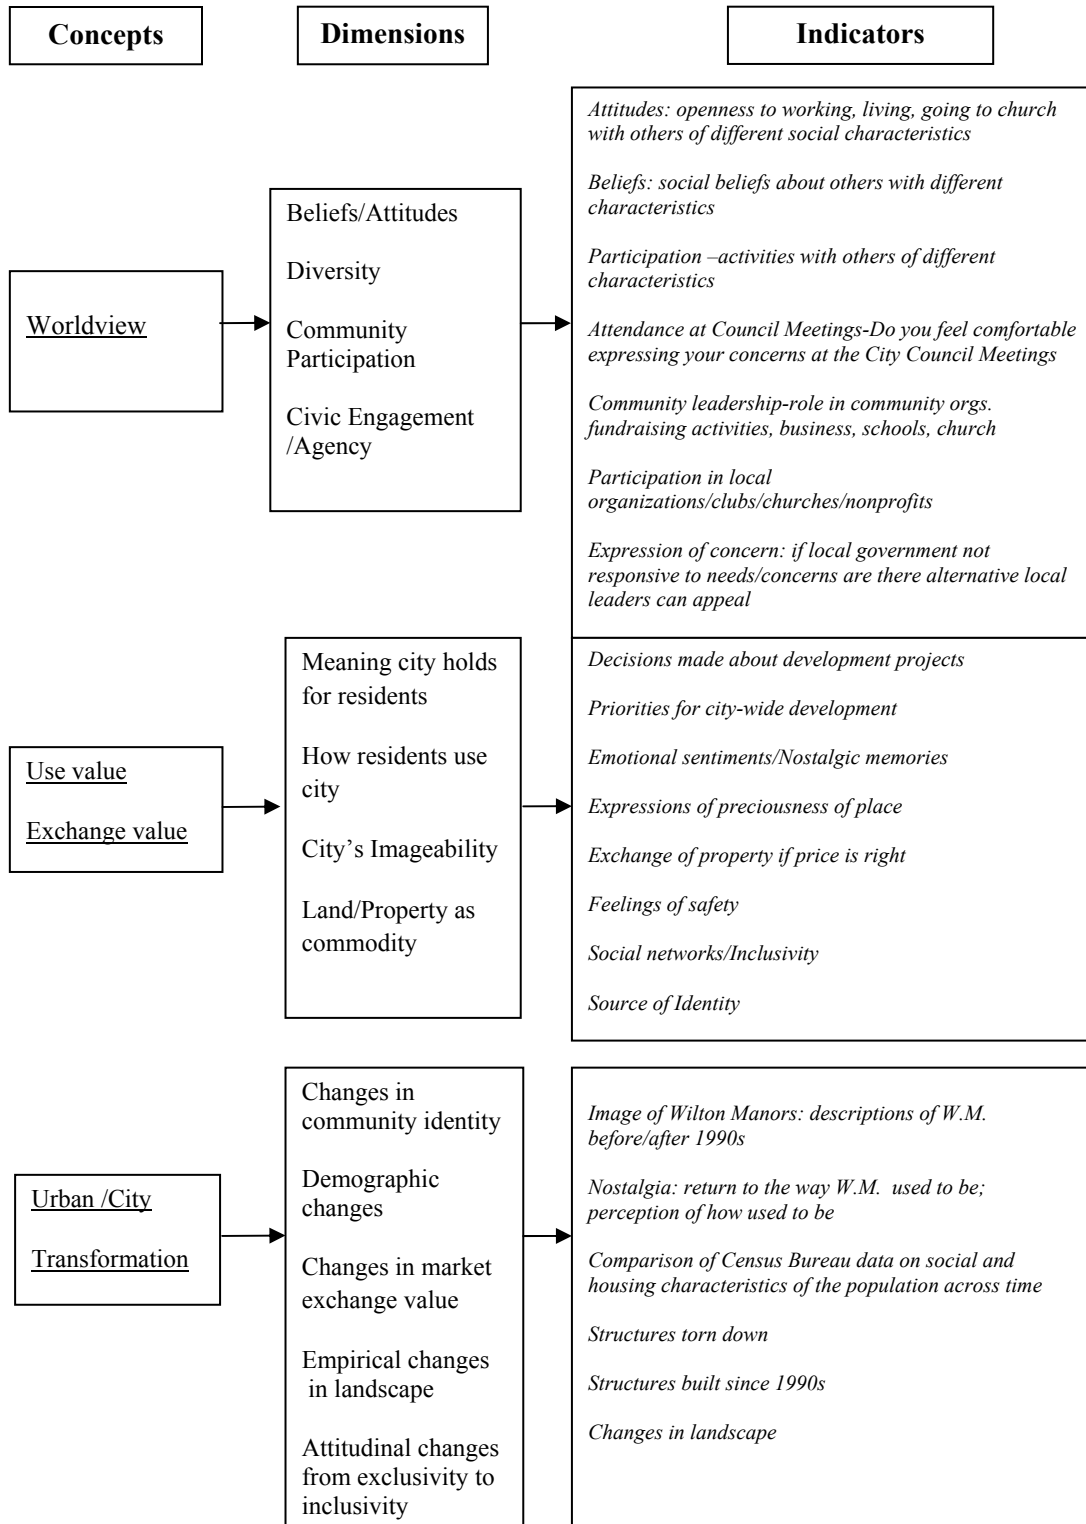 Concepts
Dimensions
Indicators
Worldview
Beliefs/Attitudes
Diversity
Community
Participation
Civic Engagement
/Agency
Attitudes: openness to working, living, going to church
with others of different social characteristics
Beliefs: social beliefs about others with different
characteristics
Participation –activities with others of different
characteristics
Attendance at Council Meetings-Do you feel comfortable
expressing your concerns at the City Council Meetings
Community leadership-role in community orgs.
fundraising activities, business, schools, church
Participation in local
organizations/clubs/churches/nonprofits
Expression of concern: if local government not
responsive to needs/concerns are there alternative local
leaders can appeal
Use value
Exchange value
Meaning city holds
for residents
How residents use
city
City’s Imageability
Land/Property as
commodity
Decisions made about development projects
Priorities for city-wide development
Emotional sentiments/Nostalgic memories
Expressions of preciousness of place
Exchange of property if price is right
Feelings of safety
Social networks/Inclusivity
Source of Identity
Urban /City
Transformation
Changes in
community identity
Demographic
changes
Changes in market
exchange value
Empirical changes
in landscape
Attitudinal changes
from exclusivity to
inclusivity
Image of Wilton Manors: descriptions of W.M.
before/after 1990s
Nostalgia: return to the way W.M. used to be;
perception of how used to be
Comparison of Census Bureau data on social and
housing characteristics of the population across time
Structures torn down
Structures built since 1990s
Changes in landscape